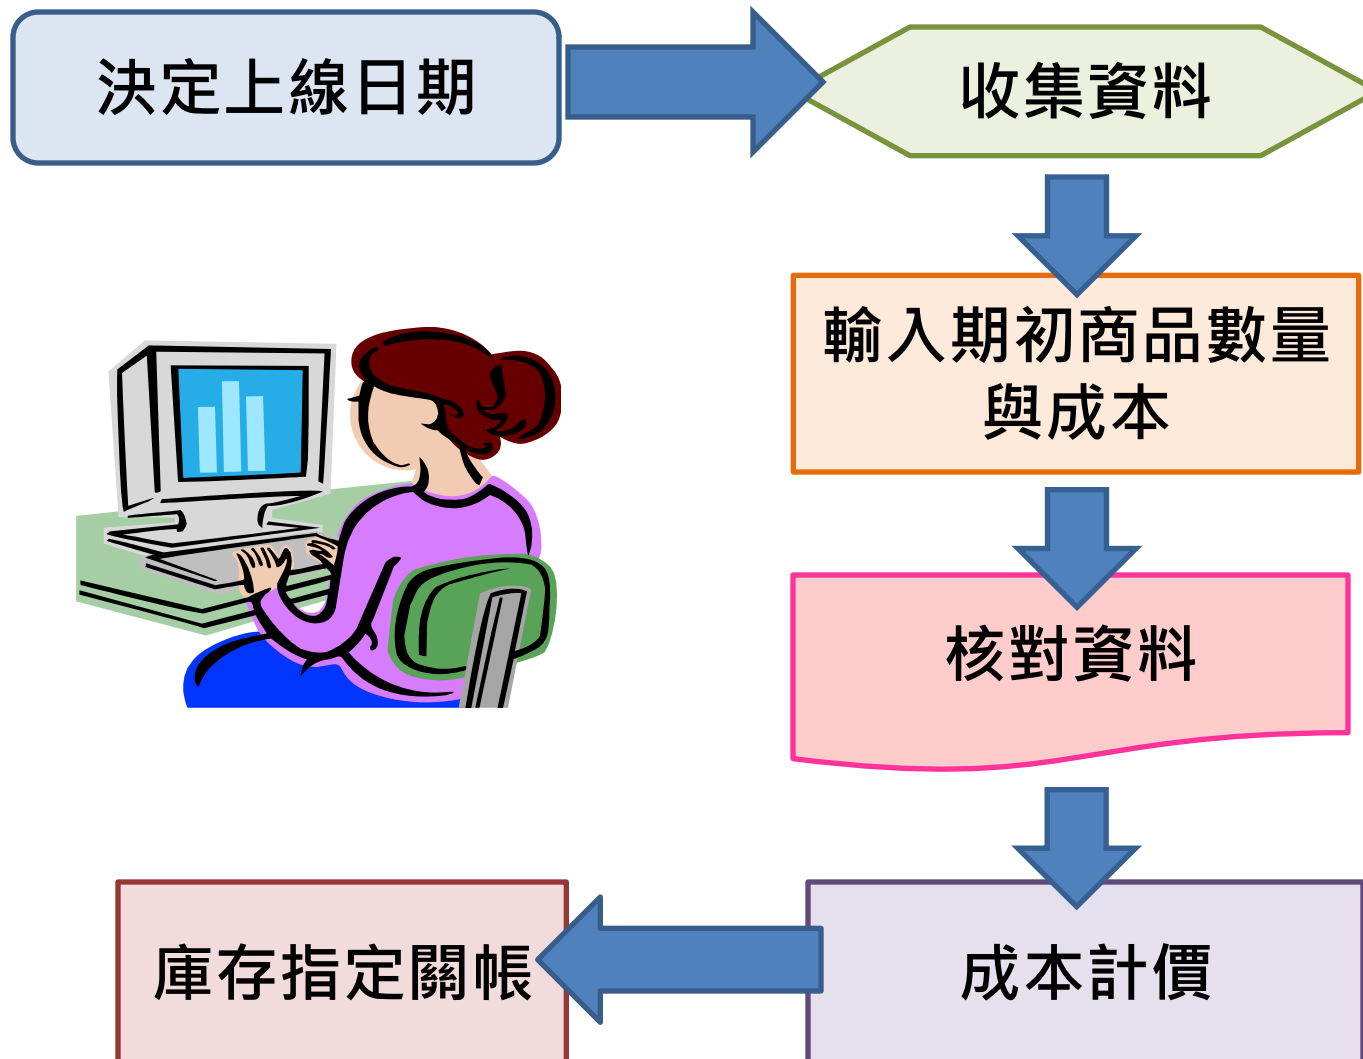 決定上線日期
收集資料
輸入期初商品數量
與成本
核對資料
成本計價
庫存指定關帳